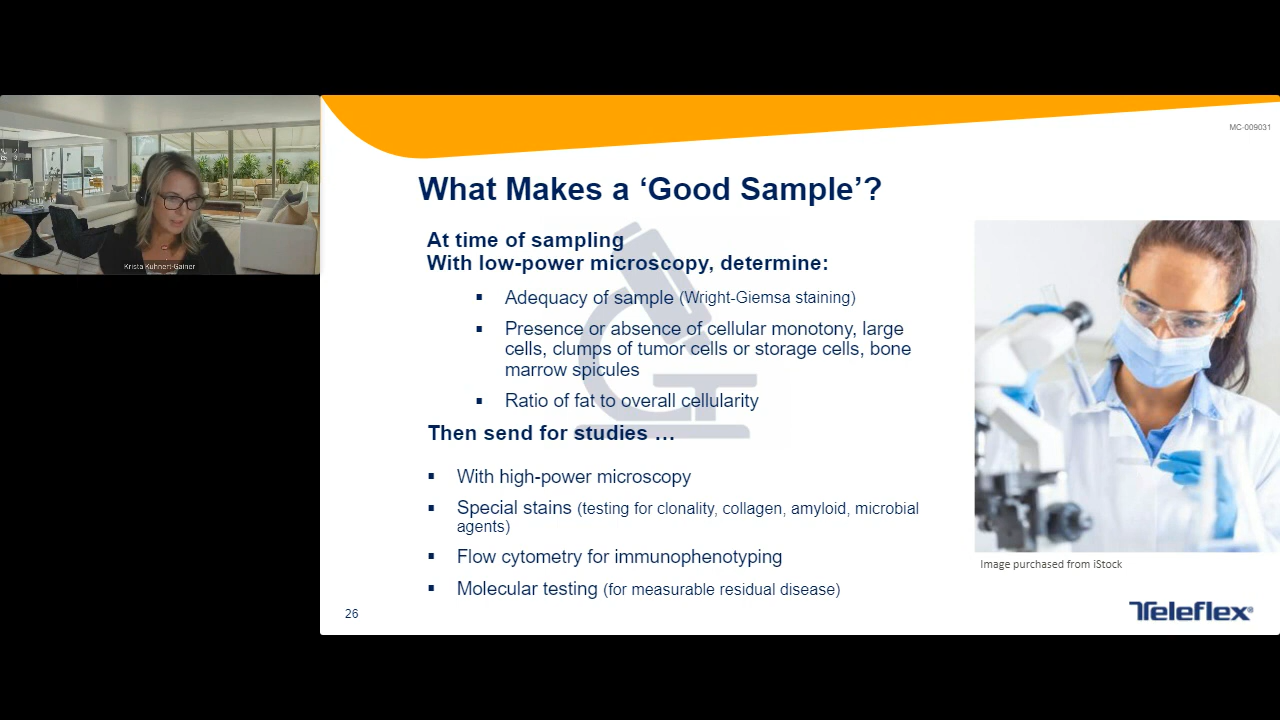 Krista Kuhnert-Gainer
MC-009031
What Makes a ‘Good Sample’?
At time of sampling
With low-power microscopy, determine:
▪ Adequacy of sample (Wright-Giemsa staining)
▪ Presence or absence of cellular monotony, large
cells, clumps of tumor cells or storage cells, bone
marrow spicules
▪ Ratio of fat to overall cellularity
Then send for studies …
▪ With high-power microscopy
▪ Special stains (testing for clonality, collagen, amyloid, microbial
agents)
▪ Flow cytometry for immunophenotyping
▪ Molecular testing (for measurable residual disease)
Image purchased from iStock
26
Teleflex®